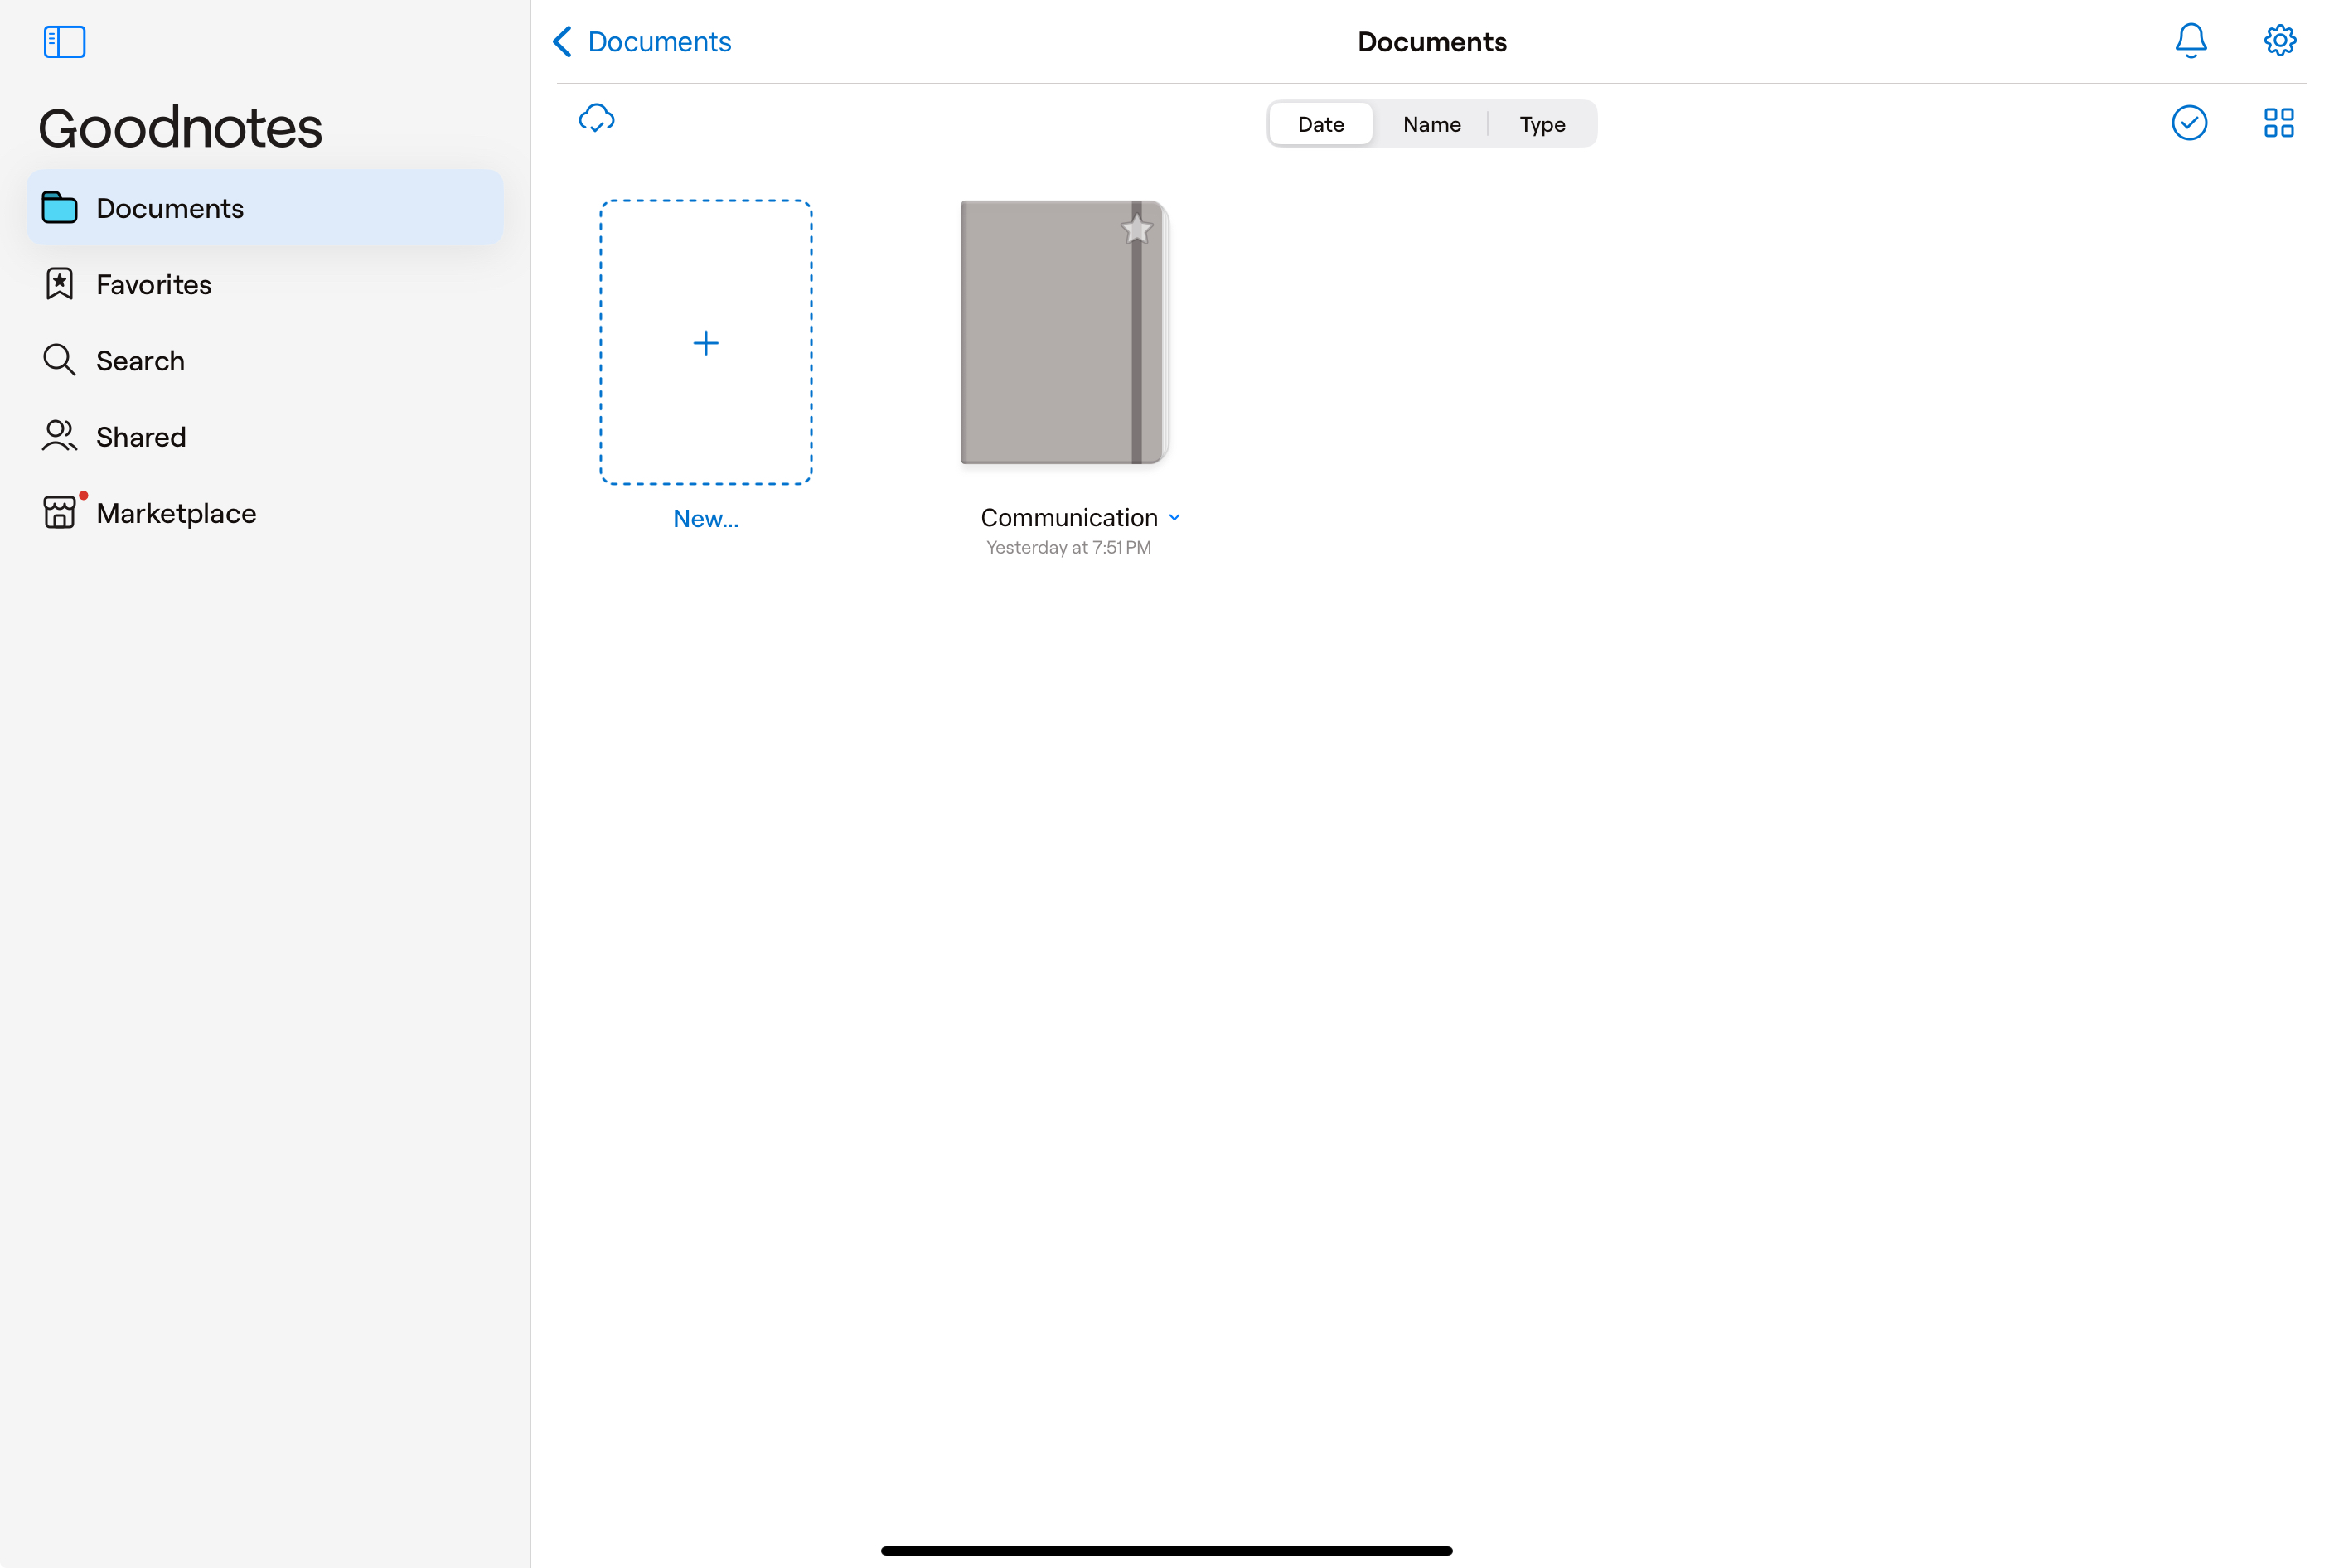 Goodnotes
Documents
Favorites
Search
Shared
Marketplace
Documents
Documents
Date Name Type
New...
Communication
Yesterday at 7:51 PM